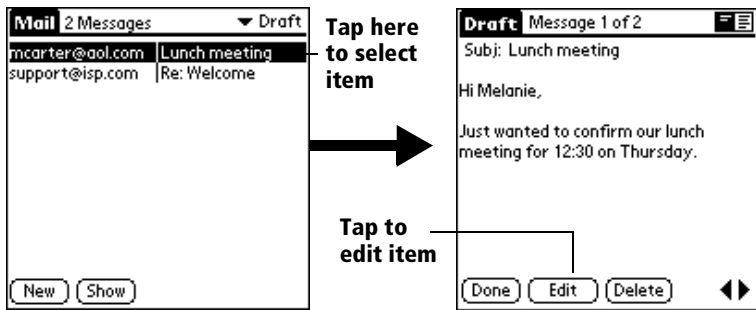 Mail 2 Messages ▼ Draft
mcarter@aol.com Lunch meeting
support@isp.com Re: Welcome
New Show
Tap here
to select
item
Tap to
edit item
Draft Message 1 of 2
Subj: Lunch meeting
Hi Melanie,
Just wanted to confirm our lunch
meeting for 12:30 on Thursday.
Done Edit Delete